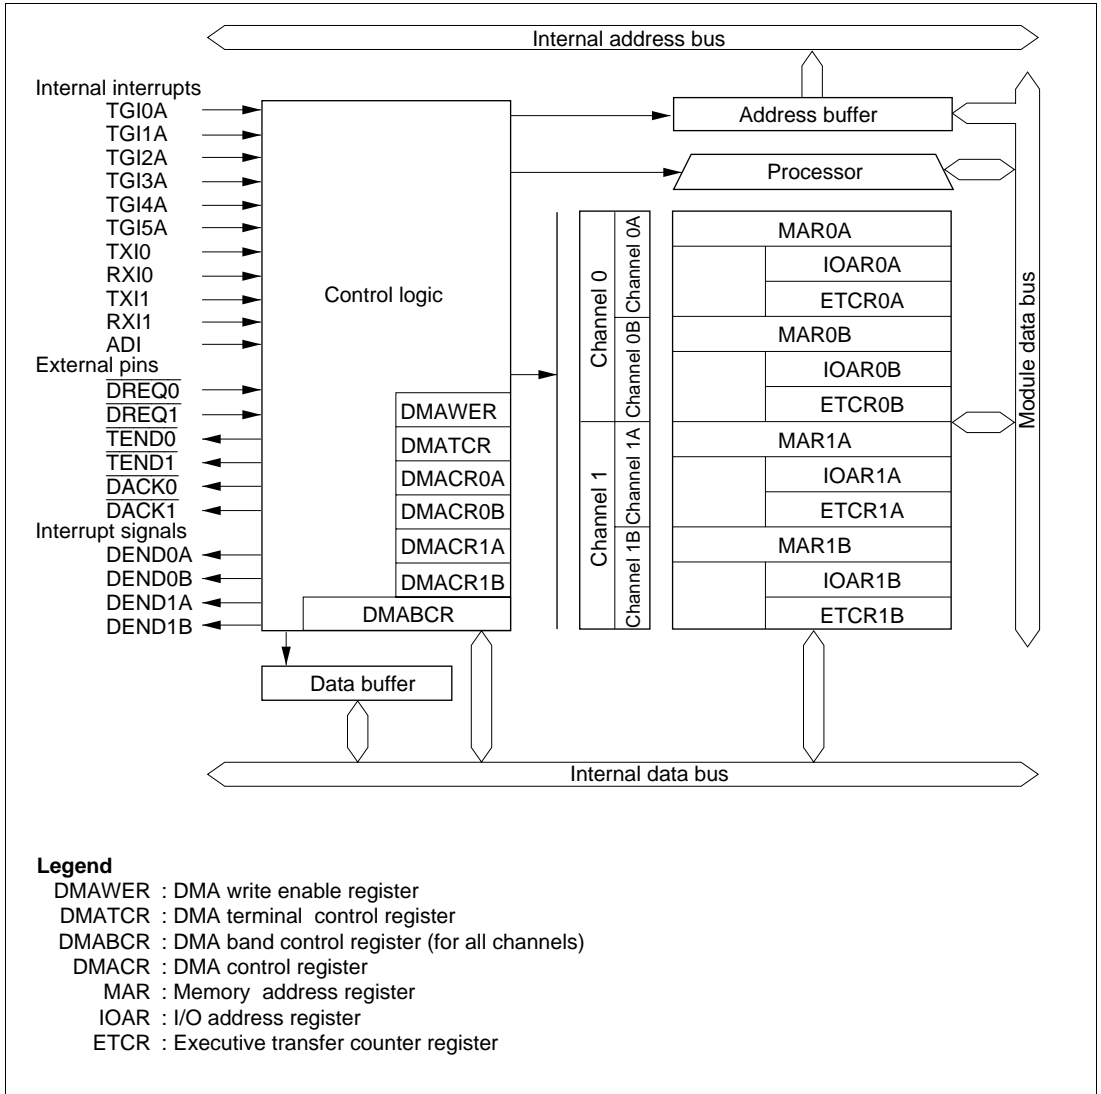 Internal address bus
Internal interrupts
TGI0A
TGI1A
TGI2A
TGI3A
TGI4A
TGI5A
TXI0
RXI0
TXI1
RXI1
ADI
External pins
DREQ0
DREQ1
TEND0
TEND1
DACK0
DACK1
Interrupt signals
DEND0A
DEND0B
DEND1A
DEND1B
Control logic
DMAWER
DMATCR
DMACR0A
DMACR0B
DMACR1A
DMACR1B
DMABCR
Data buffer
Address buffer
Processor
Channel 0
Channel 0A
Channel 0B
Channel 1
Channel 1A
Channel 1B
MAR0A
IOAR0A
ETCR0A
MAR0B
IOAR0B
ETCR0B
MAR1A
IOAR1A
ETCR1A
MAR1B
IOAR1B
ETCR1B
Module data bus
Internal data bus
Legend
DMAWER : DMA write enable register
DMATCR : DMA terminal control register
DMABCR : DMA band control register (for all channels)
DMACR : DMA control register
MAR : Memory address register
IOAR : I/O address register
ETCR : Executive transfer counter register